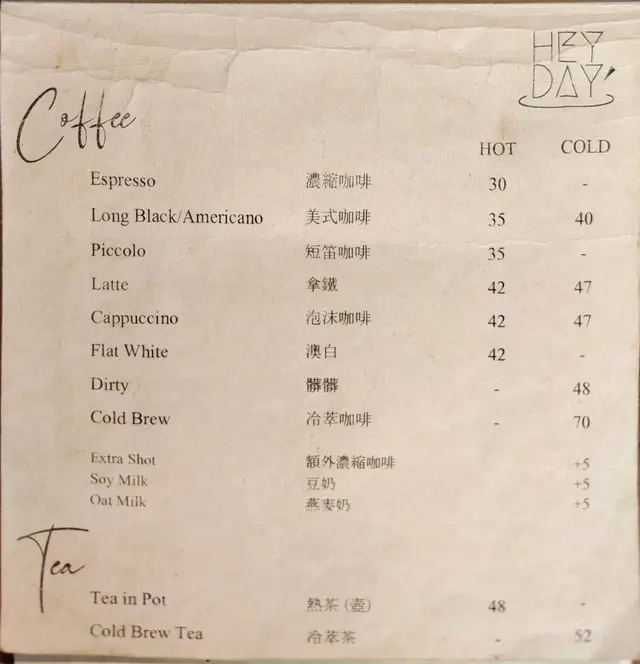 HEY
DAY
Coffee
HOT COLD
Espresso 濃縮咖啡 30 -
Long Black/Americano 美式咖啡 35 40
Piccolo 短笛咖啡 35 -
Latte 拿鐵 42 47
Cappuccino 泡沫咖啡 42 47
Flat White 澳白 42 -
Dirty 髒髒 - 48
Cold Brew 冷萃咖啡 - 70
Extra Shot 額外濃縮咖啡 +5
Soy Milk 豆奶 +5
Oat Milk 燕麥奶 +5
Tea
Tea in Pot 熱茶 (壺) 48 -
Cold Brew Tea 冷萃茶 - 52